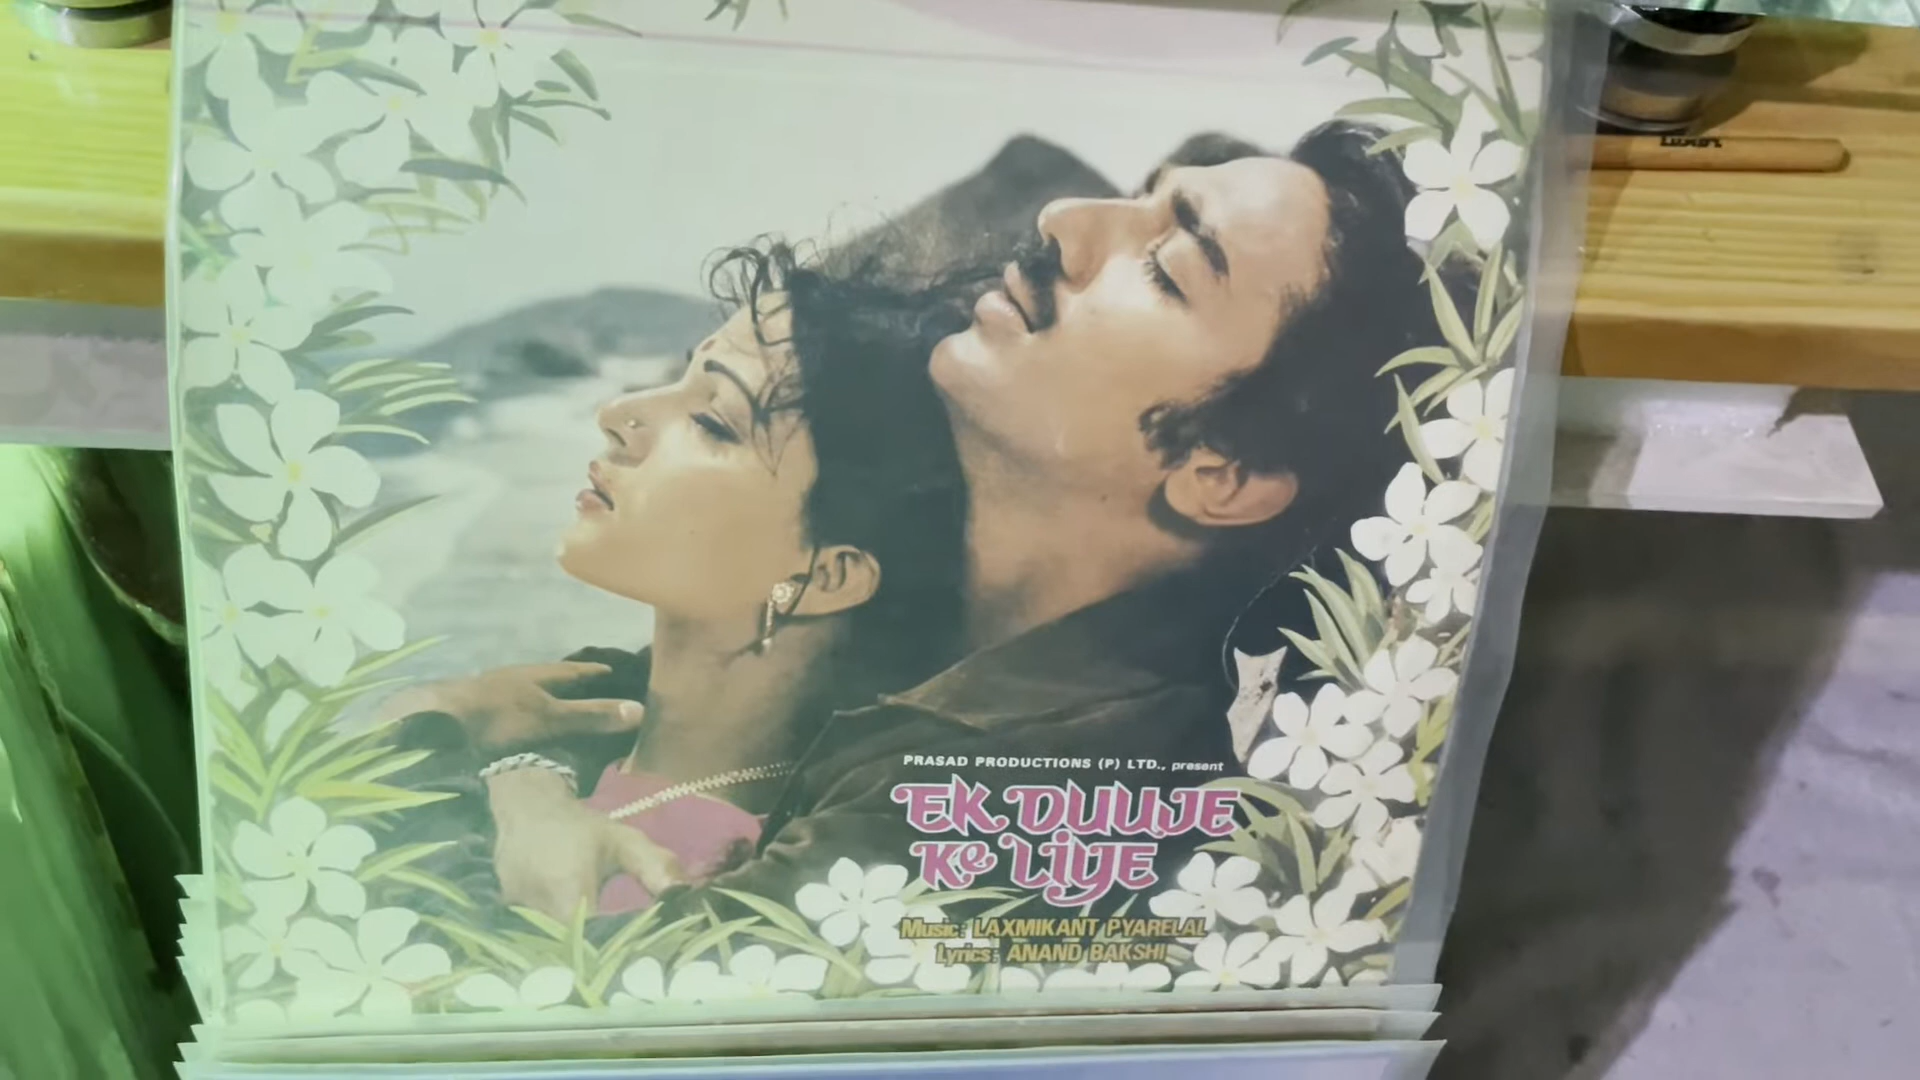 PRASAD PRODUCTIONS (P) LTD., present
EK DUUJE
Ke LiYE
Music: LAXMIKANT PYARELAL
Lyrics: ANAND BAKSHI